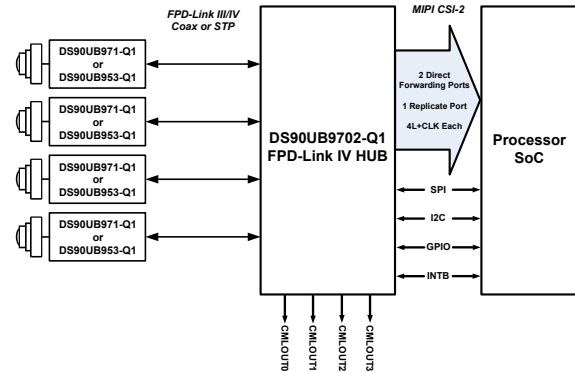 FPD-Link III/IV
Coax or STP
MIPI CSI-2
DS90UB971-Q1
or
DS90UB953-Q1
DS90UB971-Q1
or
DS90UB953-Q1
DS90UB971-Q1
or
DS90UB953-Q1
DS90UB971-Q1
or
DS90UB953-Q1
DS90UB9702-Q1
FPD-Link IV HUB
2 Direct
Forwarding Ports
1 Replicate Port
4L+CLK Each
SPI
I2C
GPIO
INTB
Processor
SoC
CMLOUT0
CMLOUT1
CMLOUT2
CMLOUT3